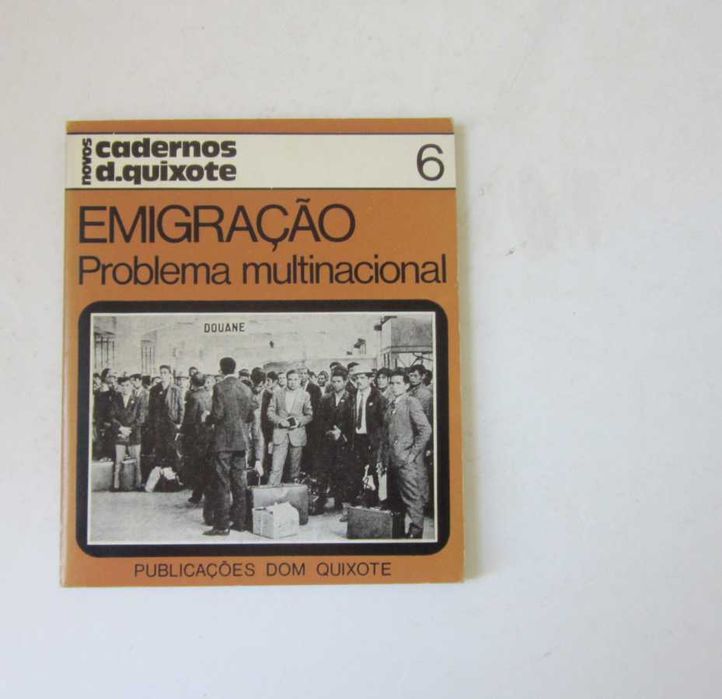 novos
cadernos
d.quixote
6
EMIGRAÇÃO
Problema multinacional
DOUANE
PUBLICAÇÕES DOM QUIXOTE